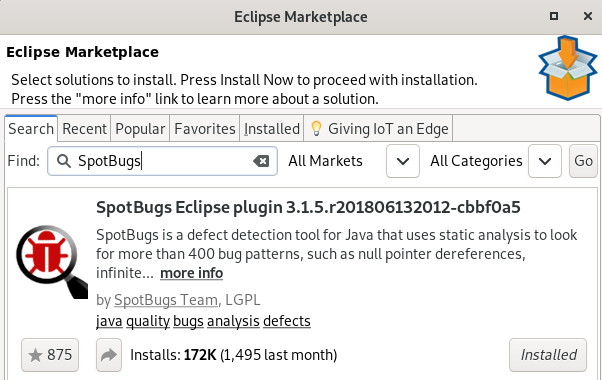 Eclipse Marketplace
Eclipse Marketplace
Select solutions to install. Press Install Now to proceed with installation.
Press the "more info" link to learn more about a solution.
Search Recent Popular Favorites Installed Giving IoT an Edge
Find: SpotBugs All Markets All Categories Go
SpotBugs Eclipse plugin 3.1.5.r201806132012-cbbf0a5
SpotBugs is a defect detection tool for Java that uses static analysis to look
for more than 400 bug patterns, such as null pointer dereferences,
infinite... more info
by SpotBugs Team, LGPL
java quality bugs analysis defects
875 Installs: 172K (1,495 last month) Installed